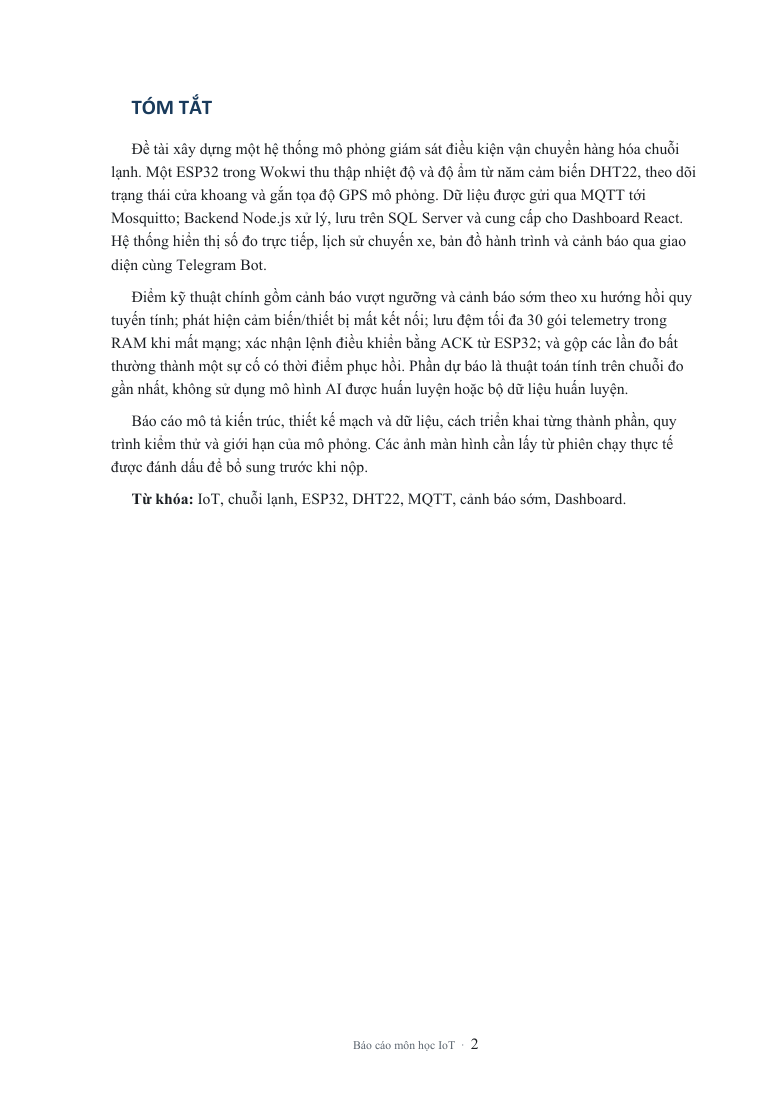 TÓM TẮT
Đề tài xây dựng một hệ thống mô phỏng giám sát điều kiện vận chuyển hàng hóa chuỗi
lạnh. Một ESP32 trong Wokwi thu thập nhiệt độ và độ ẩm từ năm cảm biến DHT22, theo dõi
trạng thái cửa khoang và gắn tọa độ GPS mô phỏng. Dữ liệu được gửi qua MQTT tới
Mosquitto; Backend Node.js xử lý, lưu trên SQL Server và cung cấp cho Dashboard React.
Hệ thống hiển thị số đo trực tiếp, lịch sử chuyến xe, bản đồ hành trình và cảnh báo qua giao
diện cùng Telegram Bot.
Điểm kỹ thuật chính gồm cảnh báo vượt ngưỡng và cảnh báo sớm theo xu hướng hồi quy
tuyến tính; phát hiện cảm biến/thiết bị mất kết nối; lưu đệm tối đa 30 gói telemetry trong
RAM khi mất mạng; xác nhận lệnh điều khiển bằng ACK từ ESP32; và gộp các lần đo bất
thường thành một sự cố có thời điểm phục hồi. Phần dự báo là thuật toán tính trên chuỗi đo
gần nhất, không sử dụng mô hình AI được huấn luyện hoặc bộ dữ liệu huấn luyện.
Báo cáo mô tả kiến trúc, thiết kế mạch và dữ liệu, cách triển khai từng thành phần, quy
trình kiểm thử và giới hạn của mô phỏng. Các ảnh màn hình cần lấy từ phiên chạy thực tế
được đánh dấu để bổ sung trước khi nộp.
Từ khóa: IoT, chuỗi lạnh, ESP32, DHT22, MQTT, cảnh báo sớm, Dashboard.
Báo cáo môn học IoT · 2